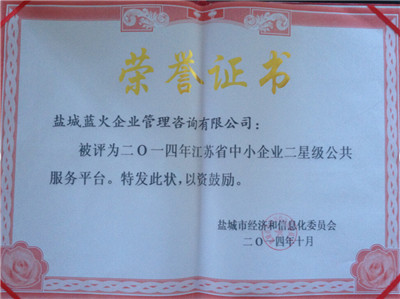 荣誉证书
盐城蓝火企业管理咨询有限公司：
被评为二〇一四年江苏省中小企业二星级公共
服务平台。特发此状，以资鼓励。
盐城市经济和信息化委员会
二〇一四年十月